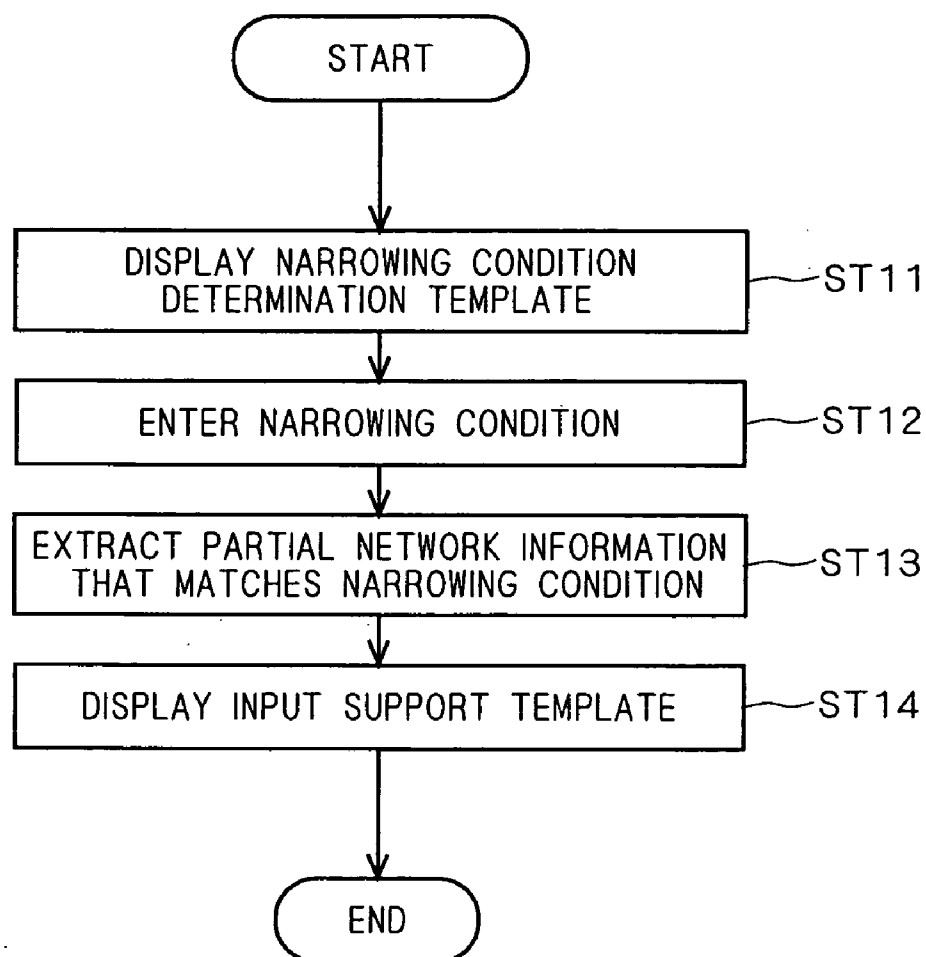 START
DISPLAY NARROWING CONDITION
DETERMINATION TEMPLATE
ST11
ENTER NARROWING CONDITION
ST12
EXTRACT PARTIAL NETWORK INFORMATION
THAT MATCHES NARROWING CONDITION
ST13
DISPLAY INPUT SUPPORT TEMPLATE
ST14
END